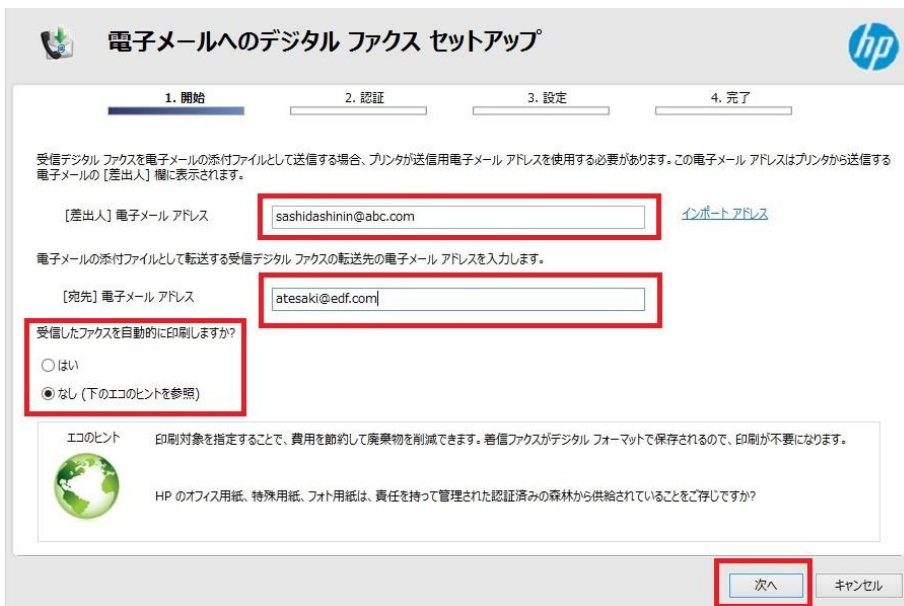 電子メールへのデジタル ファクス セットアップ
hp
1. 開始
2. 認証
3. 設定
4. 完了
受信デジタル ファクスを電子メールの添付ファイルとして送信する場合、プリンタが送信用電子メール アドレスを使用する必要があります。この電子メール アドレスはプリンタから送信する
電子メールの [差出人] 欄に表示されます。
[差出人] 電子メール アドレス
sashidashinin@abc.com
インポート アドレス
電子メールの添付ファイルとして転送する受信デジタル ファクスの転送先の電子メール アドレスを入力します。
[宛先] 電子メール アドレス
atesaki@edf.com
受信したファクスを自動的に印刷しますか?
はい
なし (下のエコのヒントを参照)
エコのヒント
印刷対象を指定することで、費用を節約して廃棄物を削減できます。着信ファクスがデジタル フォーマットで保存されるので、印刷が不要になります。
HP のオフィス用紙、特殊用紙、フォト用紙は、責任を持って管理された認証済みの森林から供給されていることをご存じですか?
次へ
キャンセル